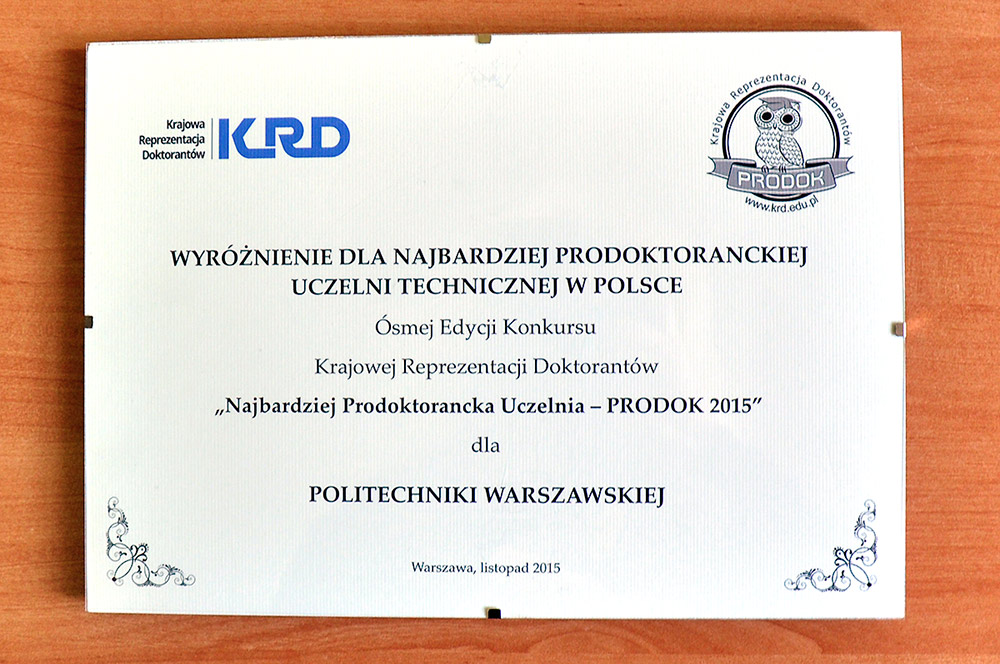 Krajowa
Reprezentacja
Doktorantów
KRD
Krajowa Reprezentacja Doktorantów
PRODOK
www.krd.edu.pl
WYRÓŻNIENIE DLA NAJBARDZIEJ PRODOKTORANCKIEJ
UCZELNI TECHNICZNEJ W POLSCE
Ósmej Edycji Konkursu
Krajowej Reprezentacji Doktorantów
„Najbardziej Prodoktorancka Uczelnia – PRODOK 2015”
dla
POLITECHNIKI WARSZAWSKIEJ
Warszawa, listopad 2015